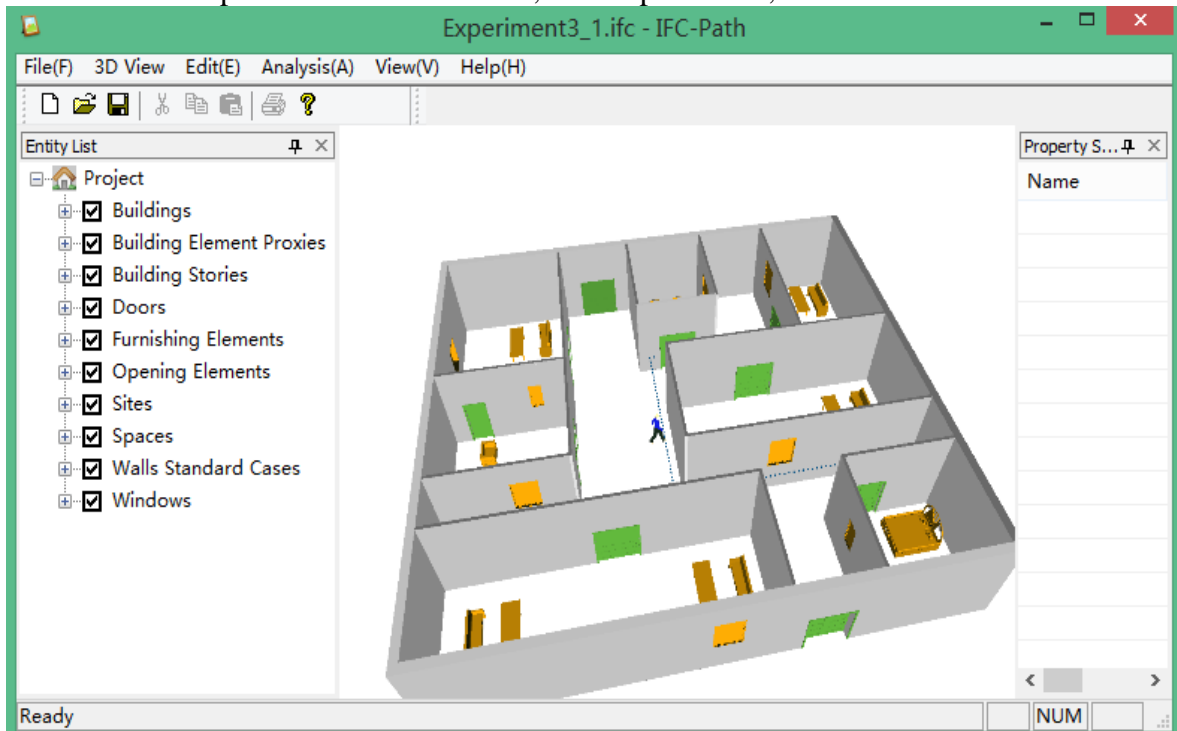 Experiment3_1.ifc - IFC-Path
File(F) 3D View Edit(E) Analysis(A) View(V) Help(H)
Entity List
Property S...
Project
Name
Buildings
Building Element Proxies
Building Stories
Doors
Furnishing Elements
Opening Elements
Sites
Spaces
Walls Standard Cases
Windows
Ready
NUM